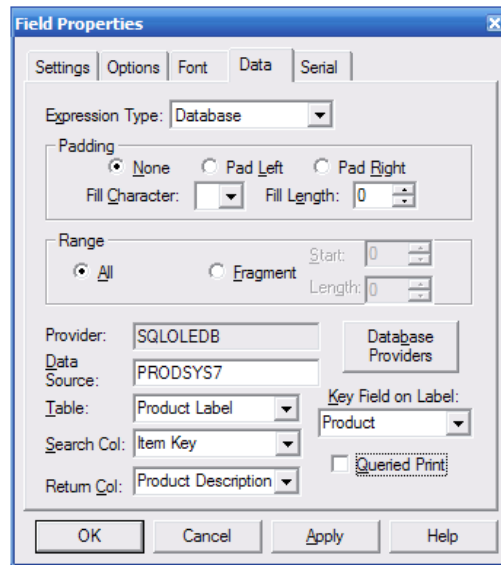 Field Properties
Settings Options Font Data Serial
Expression Type: Database
Padding
None Pad Left Pad Right
Fill Character: Fill Length: 0
Range
All Fragment Start: 0
Length: 0
Provider: SQLOLEDB Database Providers
Data Source: PRODSYS7
Table: Product Label Key Field on Label:
Product
Search Col: Item Key
Queried Print
Return Col: Product Description
OK Cancel Apply Help